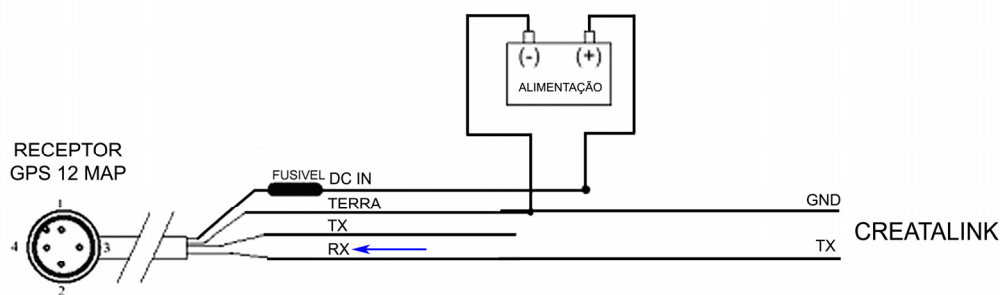 (-) (+)
ALIMENTAÇÃO
RECEPTOR
GPS 12 MAP
FUSIVEL DC IN
TERRA GND
TX
RX TX
CREATALINK
1
4 3
2